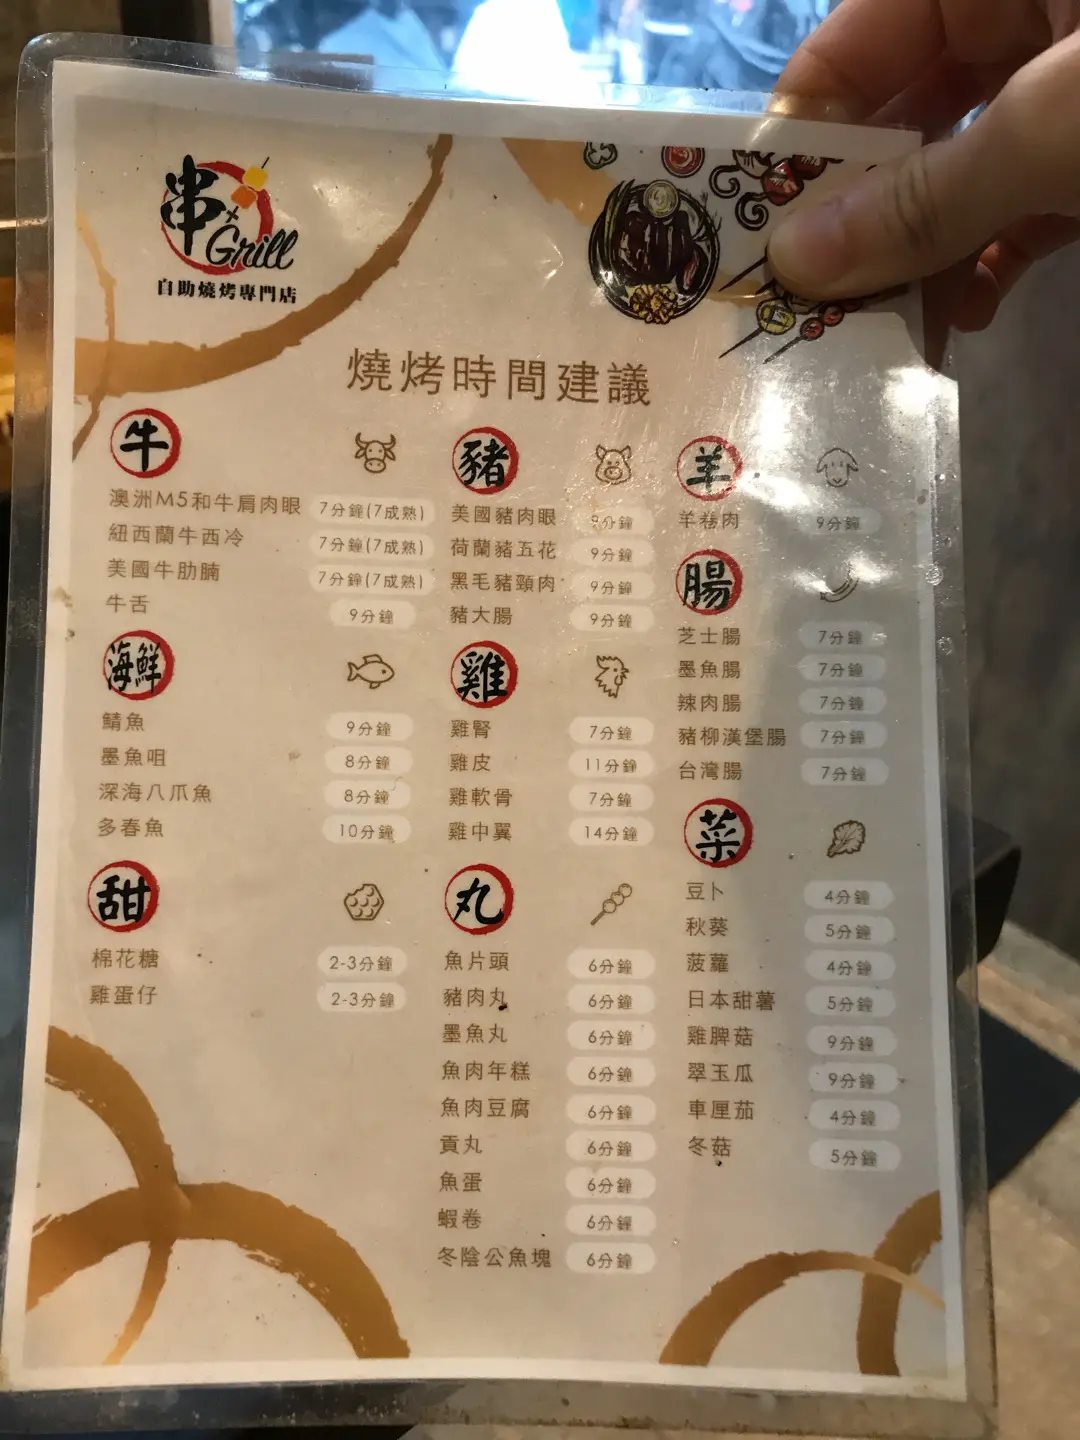 串
Grill
自助燒烤專門店
燒烤時間建議
牛
澳洲M5和牛肩肉眼 7分鐘(7成熟)
紐西蘭牛西冷 7分鐘(7成熟)
美國牛肋腩 7分鐘(7成熟)
牛舌 9分鐘
海鮮
鯖魚 9分鐘
墨魚咀 8分鐘
深海八爪魚 8分鐘
多春魚 10分鐘
甜
棉花糖 2-3分鐘
雞蛋仔 2-3分鐘
豬
美國豬肉眼 9分鐘
荷蘭豬五花 9分鐘
黑毛豬頸肉 9分鐘
豬大腸 9分鐘
雞
雞腎 7分鐘
雞皮 11分鐘
雞軟骨 7分鐘
雞中翼 14分鐘
丸
魚片頭 6分鐘
豬肉丸 6分鐘
墨魚丸 6分鐘
魚肉年糕 6分鐘
魚肉豆腐 6分鐘
貢丸 6分鐘
魚蛋 6分鐘
蝦卷 6分鐘
冬陰公魚塊 6分鐘
羊
羊卷肉 9分鐘
腸
芝士腸 7分鐘
墨魚腸 7分鐘
辣肉腸 7分鐘
豬柳漢堡腸 7分鐘
台灣腸 7分鐘
菜
豆卜 4分鐘
秋葵 5分鐘
菠蘿 4分鐘
日本甜薯 5分鐘
雞脾菇 9分鐘
翠玉瓜 9分鐘
車厘茄 4分鐘
冬菇 5分鐘